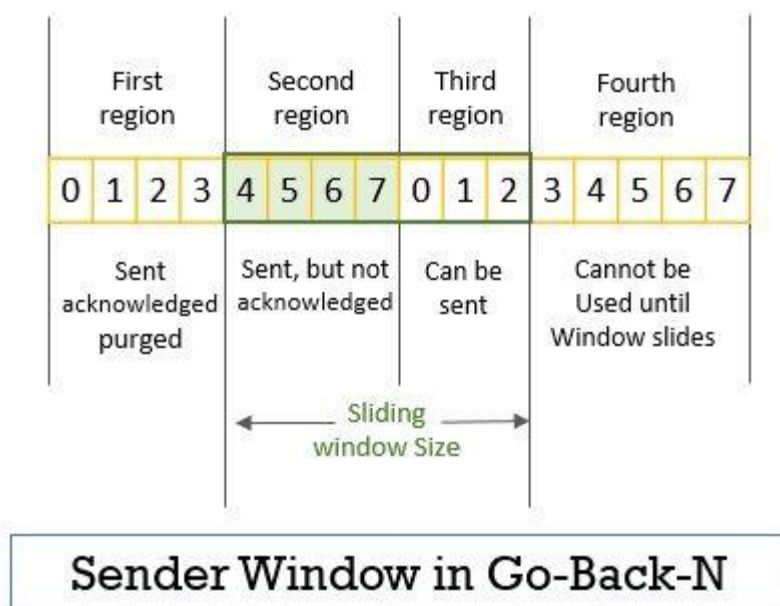 First
region
Second
region
Third
region
Fourth
region
0 1 2 3 4 5 6 7 0 1 2 3 4 5 6 7
Sent
acknowledged
purged
Sent, but not
acknowledged
Can be
sent
Cannot be
Used until
Window slides
Sliding
window Size
Sender Window in Go-Back-N